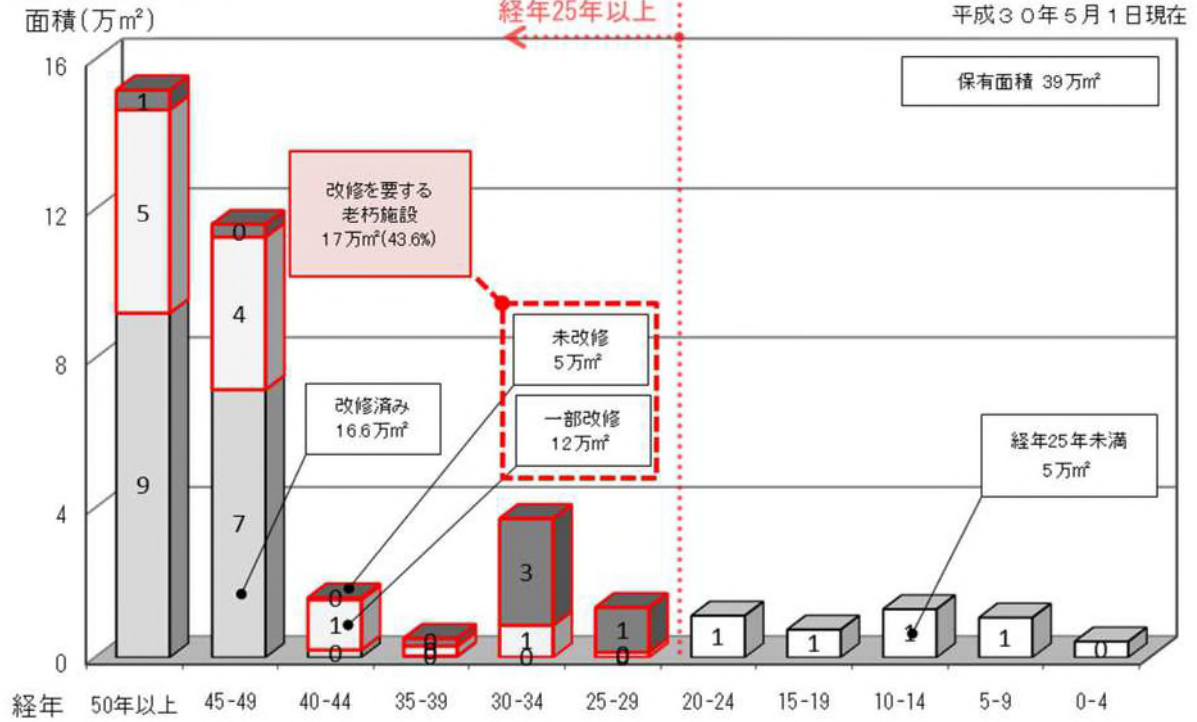 面積(万㎡)
経年25年以上
平成30年5月1日現在
保有面積 39万㎡
16
12
8
4
0
1
5
9
0
4
7
改修を要する
老朽施設
17万㎡(43.6%)
未改修
5万㎡
一部改修
12万㎡
改修済み
16.6万㎡
経年25年未満
5万㎡
0
1
0
0
0
3
1
0
1
0
1
1
1
1
0
経年
50年以上
45-49
40-44
35-39
30-34
25-29
20-24
15-19
10-14
5-9
0-4